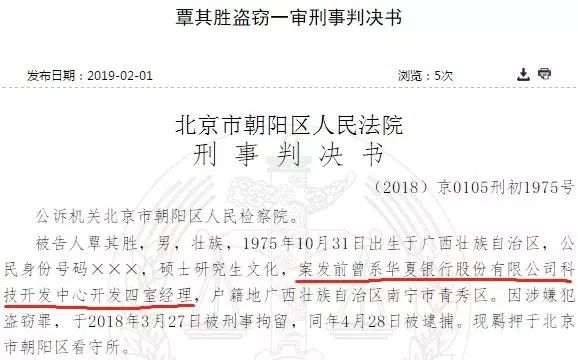 覃其胜盗窃一审刑事判决书
发布日期：2019-02-01 浏览：5次
北京市朝阳区人民法院
刑 事 判 决 书
（2018）京0105刑初1975号
公诉机关北京市朝阳区人民检察院。
被告人覃其胜，男，壮族，1975年10月31日出生于广西壮族自治区，公
民身份号码×××，硕士研究生文化，案发前曾系华夏银行股份有限公司科
技开发中心开发四室经理，户籍地广西壮族自治区南宁市青秀区。因涉嫌犯
盗窃罪，于2018年3月27日被刑事拘留，同年4月28日被逮捕。现羁押于北京
市朝阳区看守所。